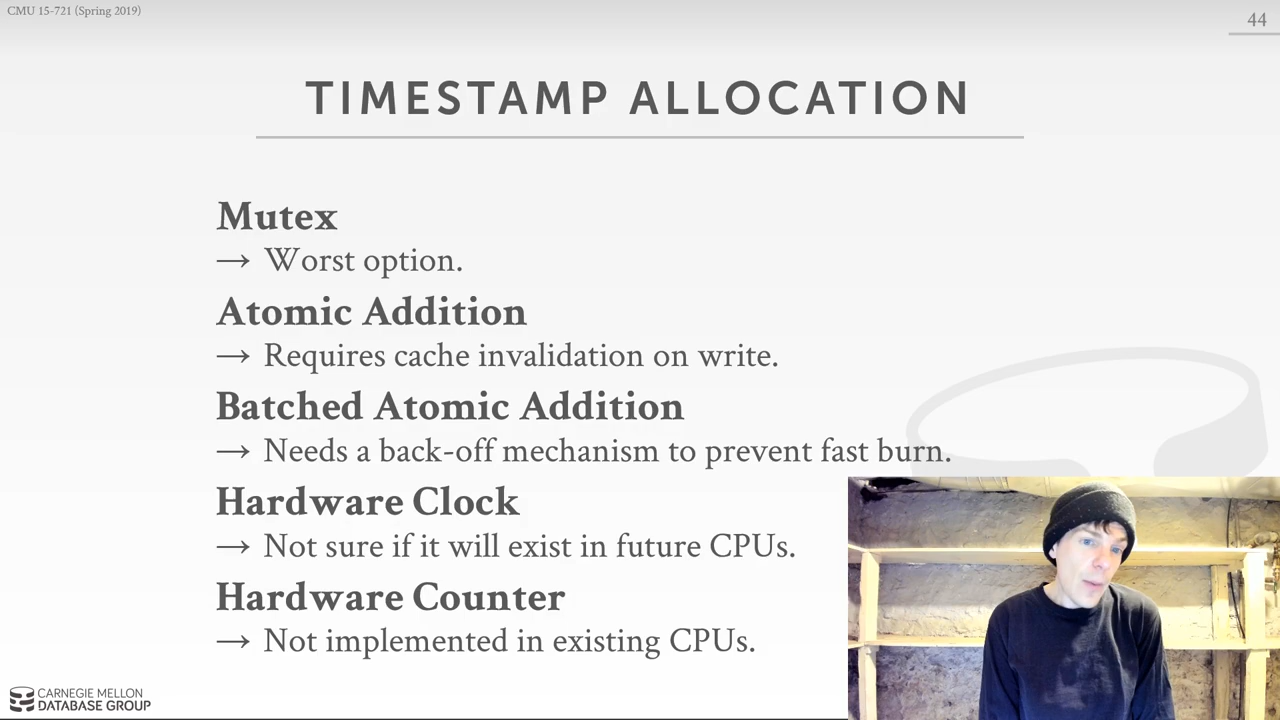 CMU 15-721 (Spring 2019)
44
TIMESTAMP ALLOCATION
Mutex
→ Worst option.
Atomic Addition
→ Requires cache invalidation on write.
Batched Atomic Addition
→ Needs a back-off mechanism to prevent fast burn.
Hardware Clock
→ Not sure if it will exist in future CPUs.
Hardware Counter
→ Not implemented in existing CPUs.
CARNEGIE MELLON
DATABASE GROUP